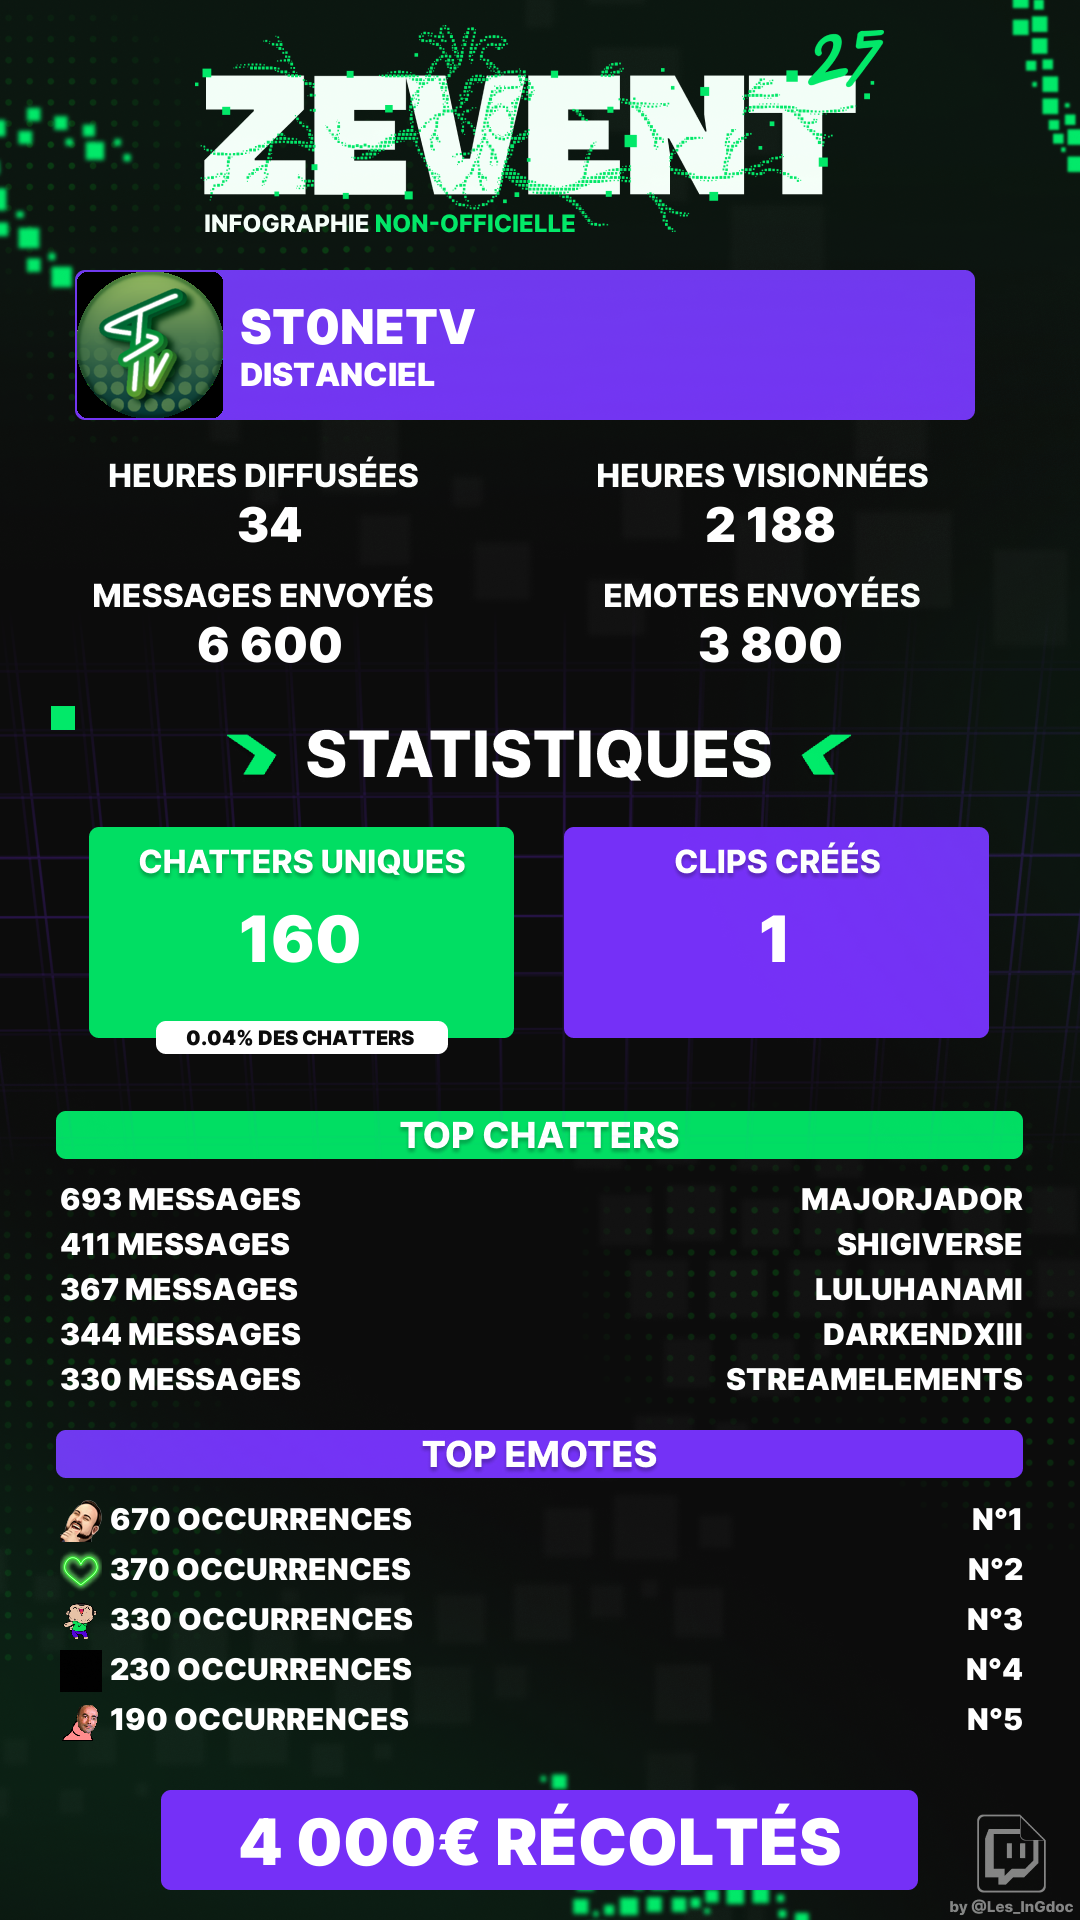 ZEVENT 25
INFOGRAPHIE NON-OFFICIELLE
ST0NETV
DISTANCIEL
HEURES DIFFUSÉES
34
HEURES VISIONNÉES
2 188
MESSAGES ENVOYÉS
6 600
EMOTES ENVOYÉES
3 800
STATISTIQUES
CHATTERS UNIQUES
160
0.04% DES CHATTERS
CLIPS CRÉÉS
1
TOP CHATTERS
693 MESSAGES MAJORJADOR
411 MESSAGES SHIGIVERSE
367 MESSAGES LULUHANAMI
344 MESSAGES DARKENDXIII
330 MESSAGES STREAMELEMENTS
TOP EMOTES
670 OCCURRENCES N°1
370 OCCURRENCES N°2
330 OCCURRENCES N°3
230 OCCURRENCES N°4
190 OCCURRENCES N°5
4 000€ RÉCOLTÉS
by @Les_InGdoc